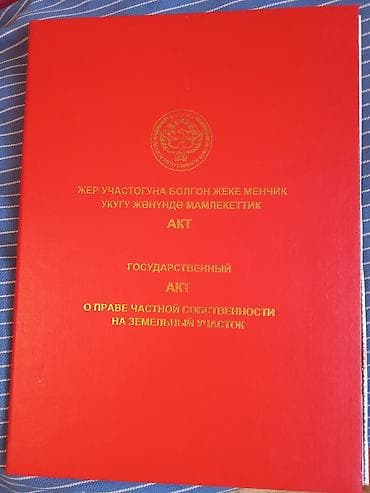 ЖЕР УЧАСТОГУНА БОЛГОН ЖЕКЕ МЕНЧИК
УКУГУ ЖӨНҮНДӨ МАМЛЕКЕТТИК
АКТ
ГОСУДАРСТВЕННЫЙ
АКТ
О ПРАВЕ ЧАСТНОЙ СОБСТВЕННОСТИ
НА ЗЕМЕЛЬНЫЙ УЧАСТОК